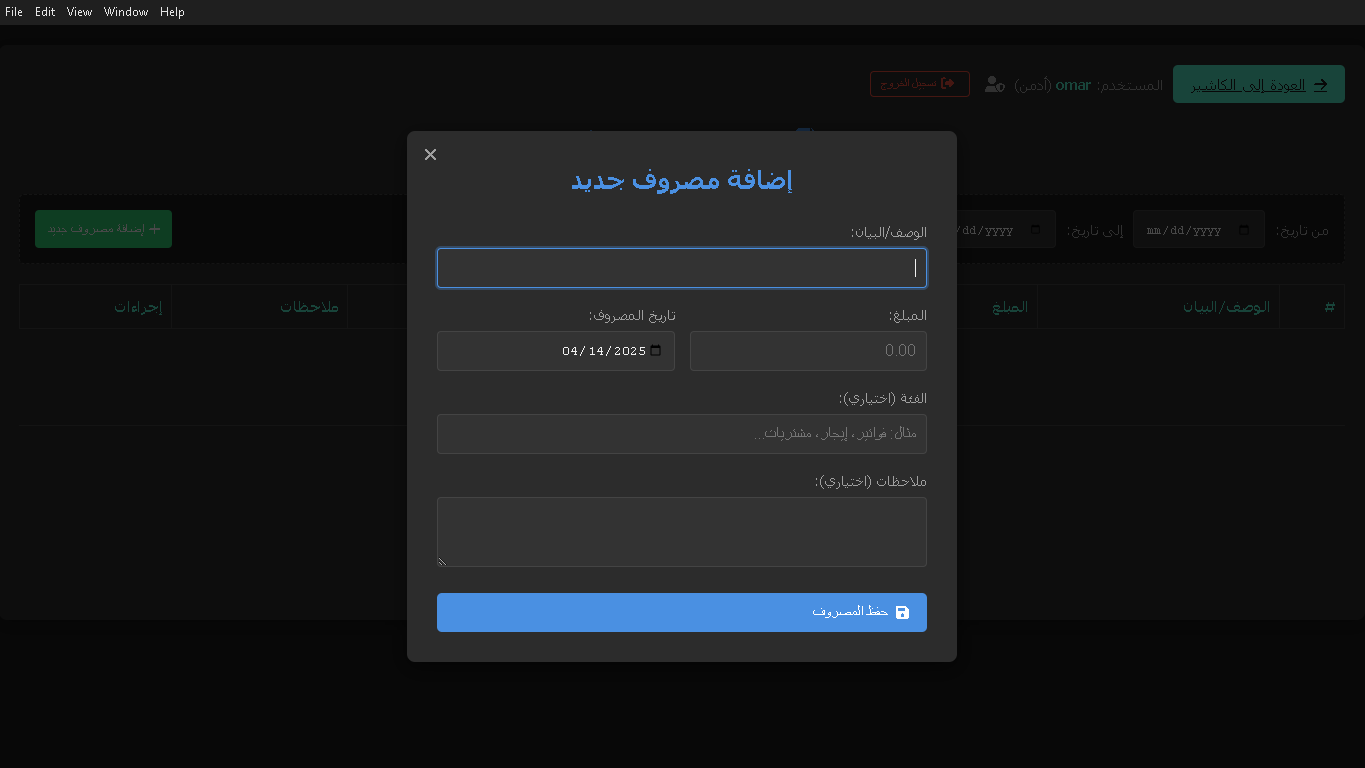 File Edit View Window Help
العودة إلى الكاشير
المستخدم: omar (أدمن)
تسجيل الخروج
إضافة مصروف جديد
من تاريخ: mm/dd/yyyy
إلى تاريخ: /dd/yyyy
+ إضافة مصروف جديد
الوصف/البيان:
# الوصف/البيان المبلغ ملاحظات إجراءات
المبلغ: تاريخ المصروف:
0.00 04/14/2025
الفئة (اختياري):
مثال: فواتير، إيجار، مشتريات...
ملاحظات (اختياري):
حفظ المصروف